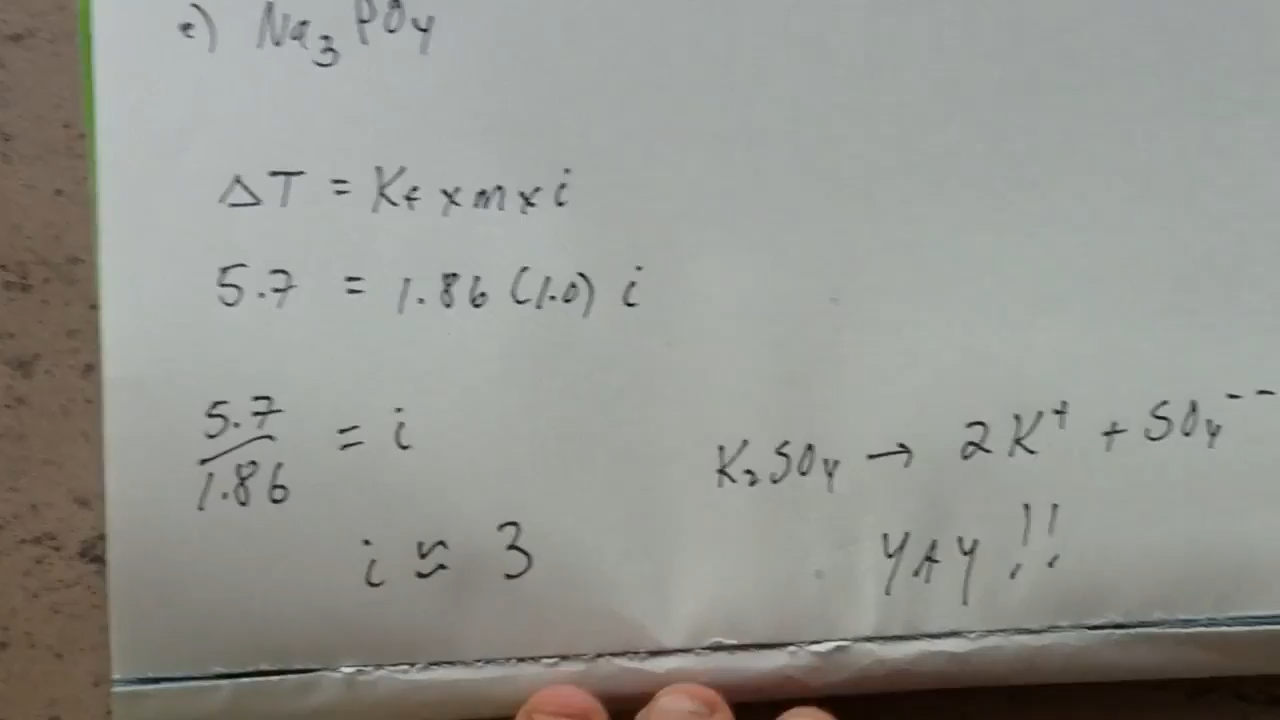 e) Na₃PO₄
ΔT = Kf x m x i
5.7 = 1.86 (1.0) i
5.7/1.86 = i
K₂SO₄ → 2K⁺ + SO₄⁻⁻
i ≈ 3
YAY!!